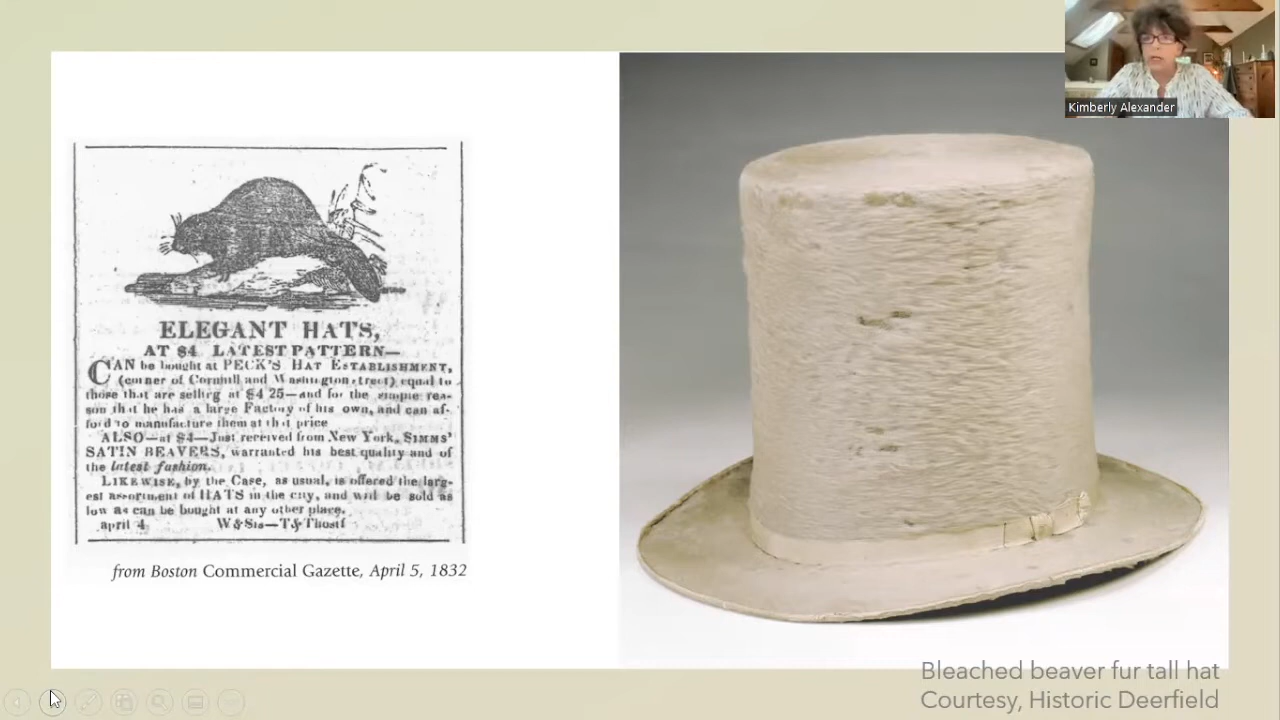 Kimberly Alexander
ELEGANT HATS,
AT $4 LATEST PATTERN—
CAN be bought at PECK'S HAT ESTABLISHMENT,
(corner of Cornhill and Washington street) equal to
those that are selling at $4 25—and for the simple rea-
son that he has a large Factory of his own, and can af-
ford to manufacture them at that price
ALSO—at $4—Just received from New York, SIMMS'
SATIN BEAVERS, warranted his best quality and of
the latest fashion.
LIKEWISE, by the Case, as usual, is offered the larg-
est assortment of HATS in the city, and will be sold as
low as can be bought at any other place.
april 4
from Boston Commercial Gazette, April 5, 1832
Bleached beaver fur tall hat
Courtesy, Historic Deerfield